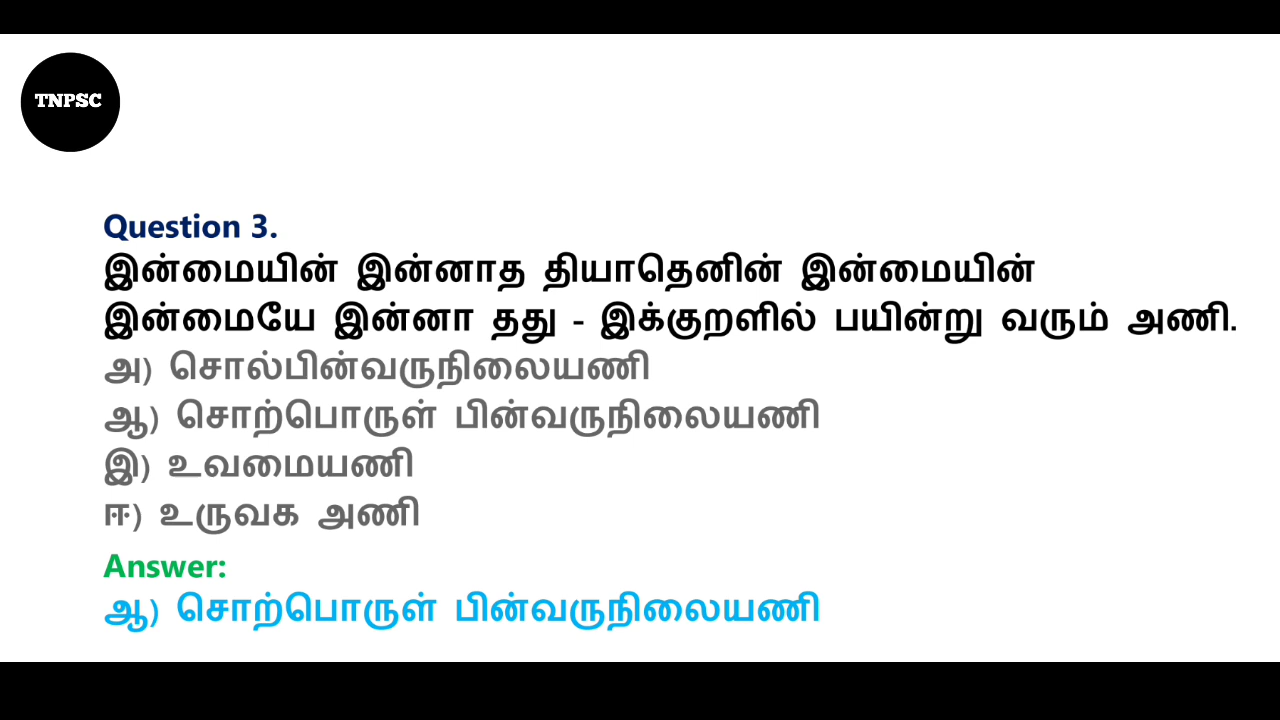 TNPSC
Question 3.
இன்மையின் இன்னாத தியாதெனின் இன்மையின்
இன்மையே இன்னா தது - இக்குறளில் பயின்று வரும் அணி.
அ) சொல்பின்வருநிலையணி
ஆ) சொற்பொருள் பின்வருநிலையணி
இ) உவமையணி
ஈ) உருவக அணி
Answer:
ஆ) சொற்பொருள் பின்வருநிலையணி